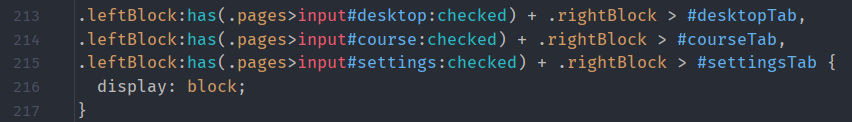 213 .leftBlock:has(.pages>input#desktop:checked) + .rightBlock > #desktopTab,
214 .leftBlock:has(.pages>input#course:checked) + .rightBlock > #courseTab,
215 .leftBlock:has(.pages>input#settings:checked) + .rightBlock > #settingsTab {
216 display: block;
217 }